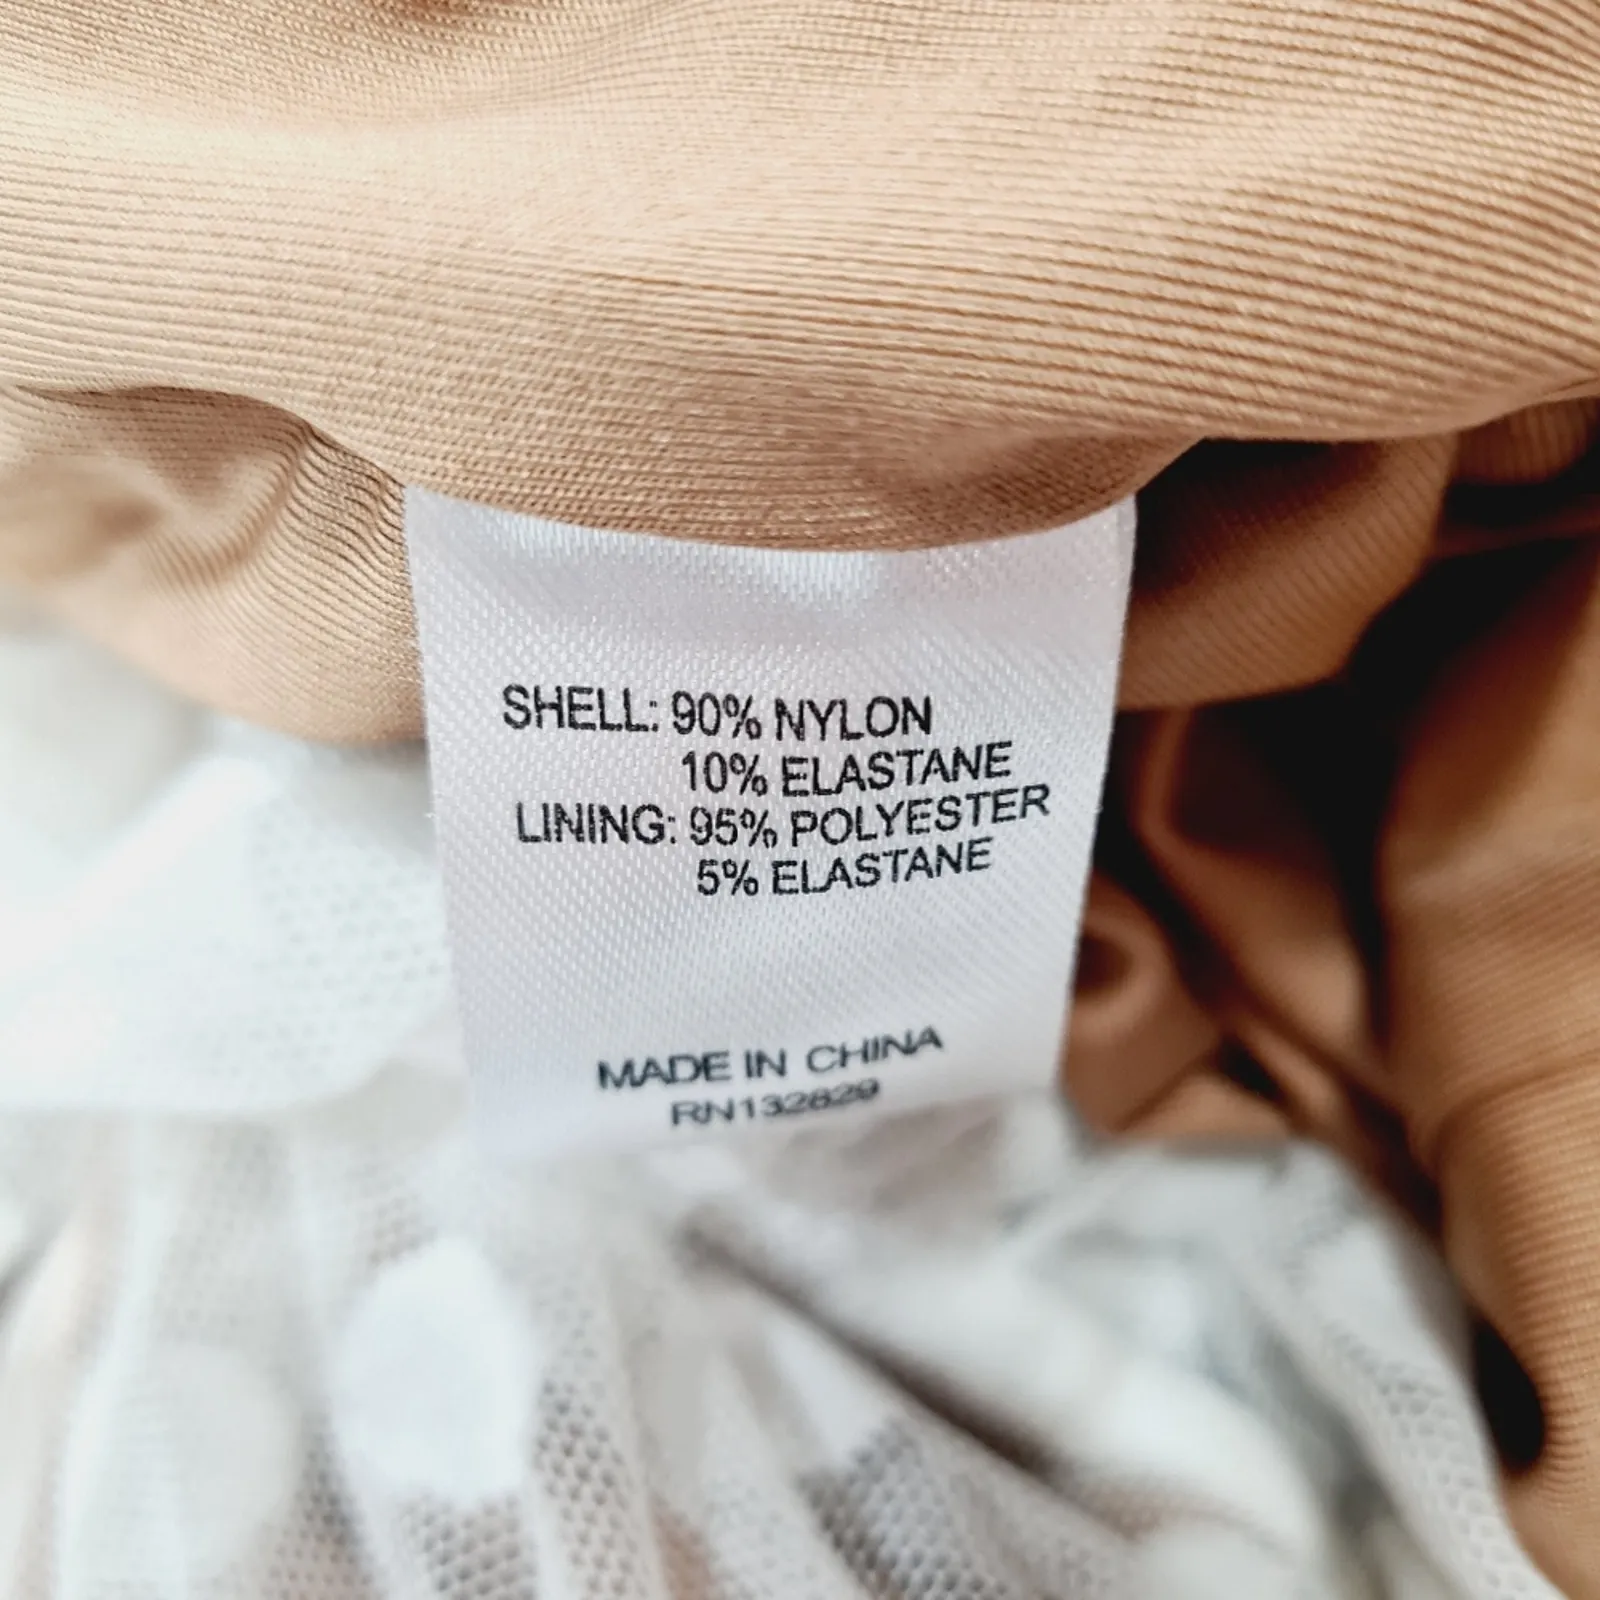 SHELL: 90% NYLON
10% ELASTANE
LINING: 95% POLYESTER
5% ELASTANE
MADE IN CHINA
RN132829